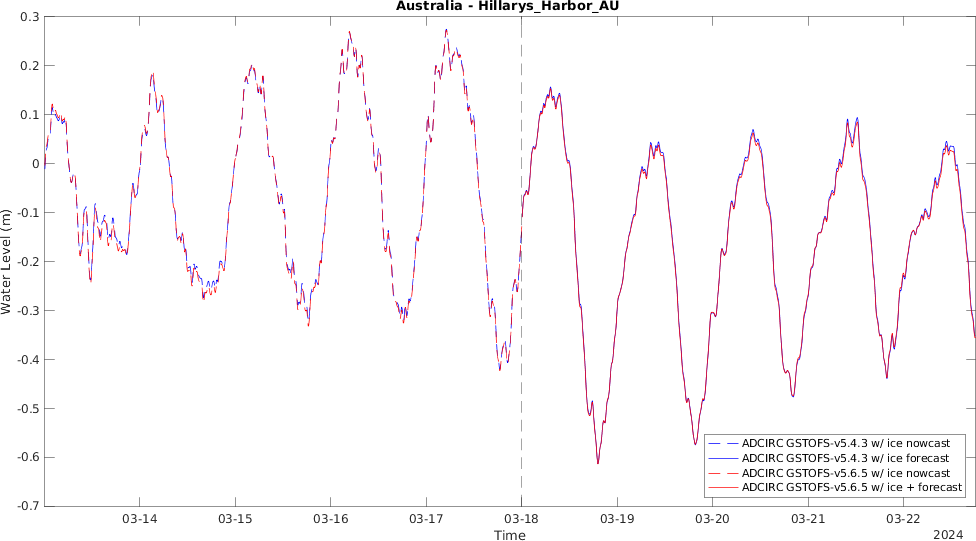 Australia - Hillarys_Harbor_AU
Water Level (m)
0.3
0.2
0.1
0
-0.1
-0.2
-0.3
-0.4
-0.5
-0.6
-0.7
ADCIRC GSTOFS-v5.4.3 w/ ice nowcast
ADCIRC GSTOFS-v5.4.3 w/ ice forecast
ADCIRC GSTOFS-v5.6.5 w/ ice nowcast
ADCIRC GSTOFS-v5.6.5 w/ ice + forecast
03-14 03-15 03-16 03-17 03-18 03-19 03-20 03-21 03-22
Time
2024